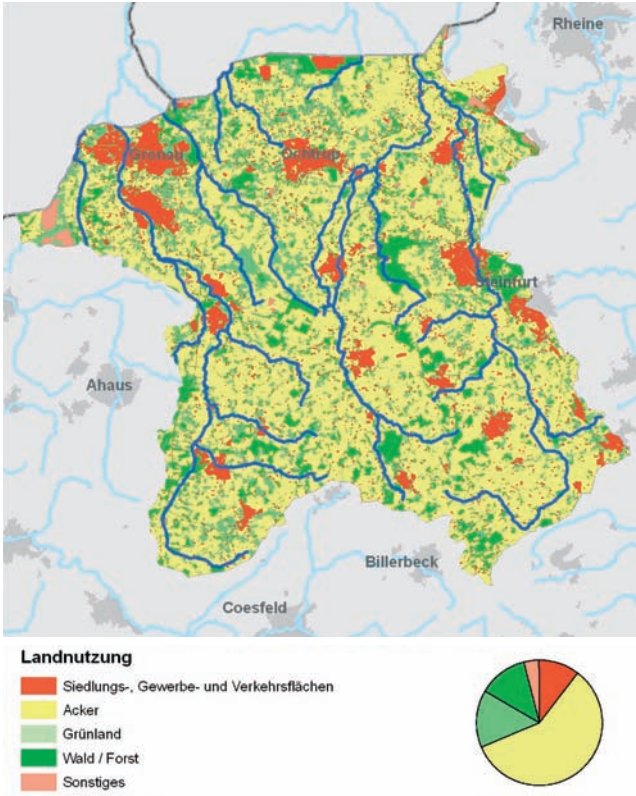 Rheine
Gronau
Ochtrup
Steinfurt
Ahaus
Billerbeck
Coesfeld
Landnutzung
Siedlungs-, Gewerbe- und Verkehrsflächen
Acker
Grünland
Wald / Forst
Sonstiges